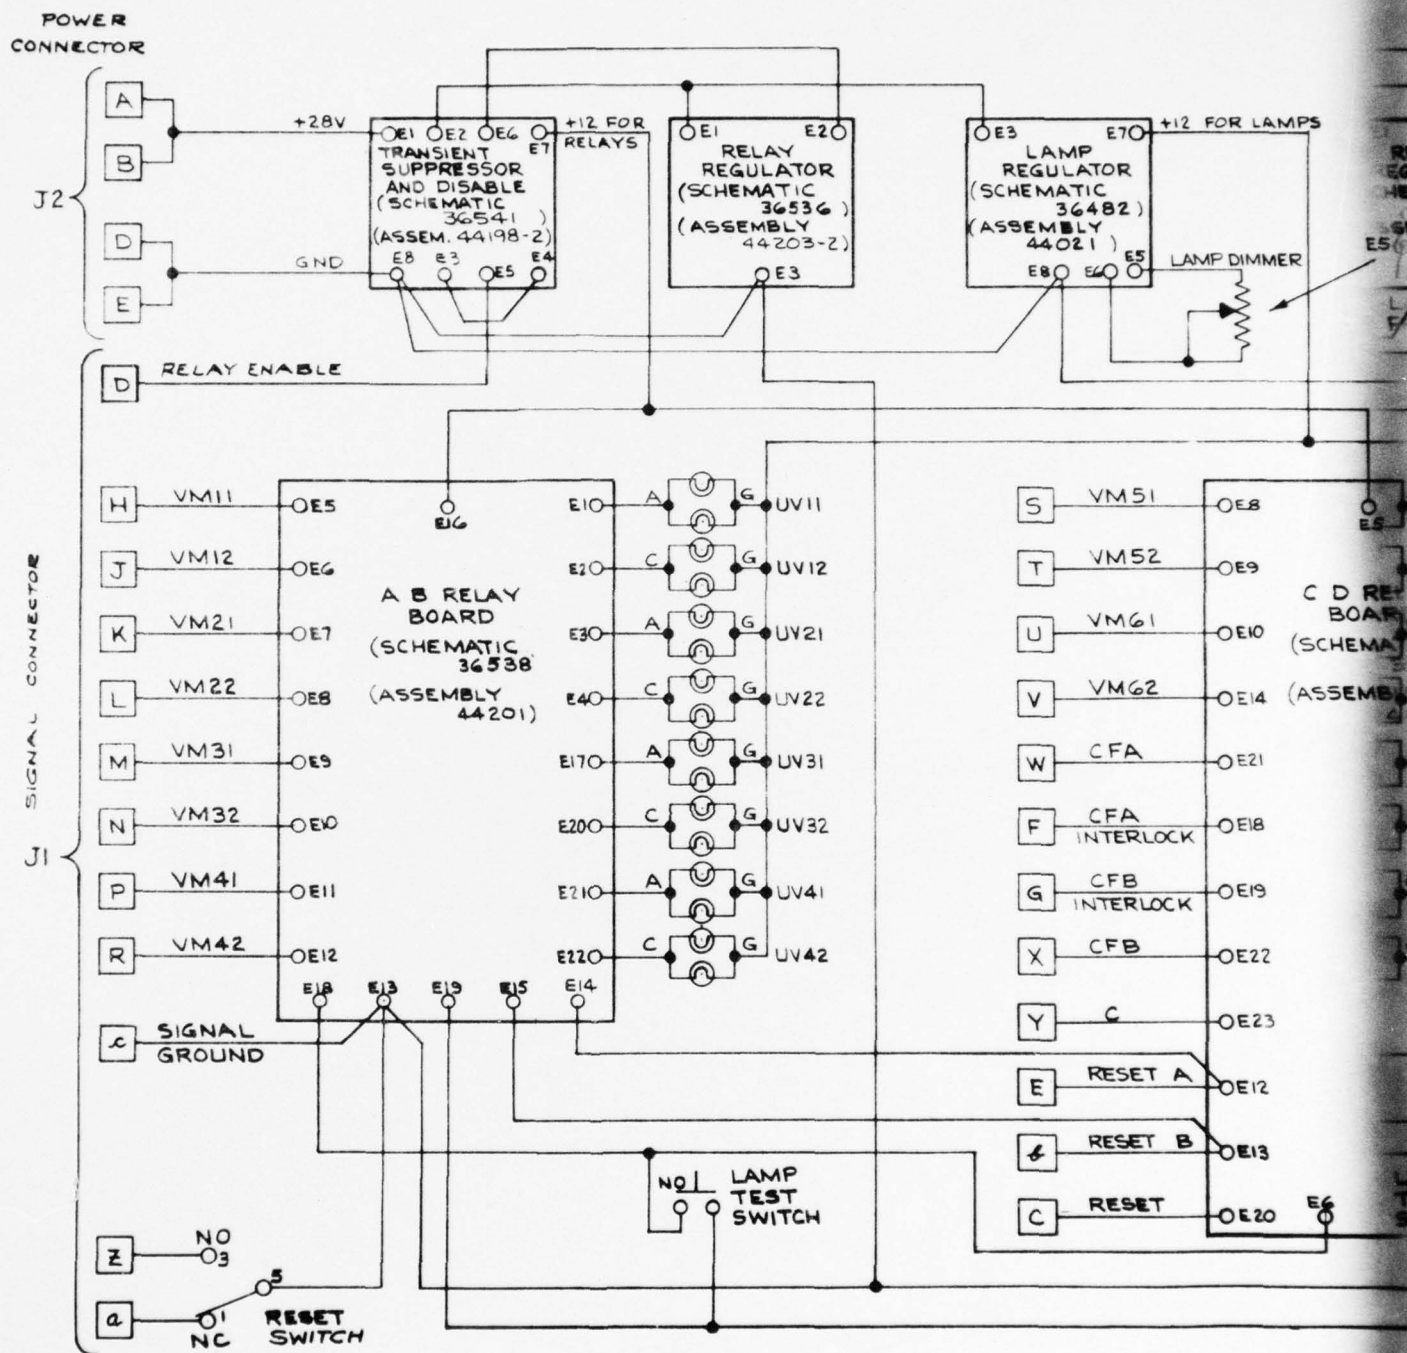 POWER
CONNECTOR
J2
A
B
D
E
+28V
GND
E1 E2 E6
E7
TRANSIENT
SUPPRESSOR
AND DISABLE
(SCHEMATIC
36541)
(ASSEM. 44198-2)
E8 E3 E5 E4
+12 FOR
RELAYS
E1 E2
RELAY
REGULATOR
(SCHEMATIC
36536)
(ASSEMBLY
44203-2)
E3
E3 E7
LAMP
REGULATOR
(SCHEMATIC
36482)
(ASSEMBLY
44021)
E8 E6 E5
+12 FOR LAMPS
LAMP DIMMER
E5
J1
SIGNAL CONNECTOR
D RELAY ENABLE
H VM11 E5
J VM12 E6
K VM21 E7
L VM22 E8
M VM31 E9
N VM32 E10
P VM41 E11
R VM42 E12
c SIGNAL
GROUND
E16
A B RELAY
BOARD
(SCHEMATIC
36538
(ASSEMBLY
44201)
E18 E13 E19 E15 E14
E1 A G UV11
E2 C G UV12
E3 A G UV21
E4 C G UV22
E17 A G UV31
E20 C G UV32
E21 A G UV41
E22 C G UV42
S VM51 E8
T VM52 E9
U VM61 E10
V VM62 E14
W CFA E21
F CFA
INTERLOCK E18
G CFB
INTERLOCK E19
X CFB E22
Y C E23
E RESET A E12
b RESET B E13
C RESET E20
E5
C D RE
BOAR
(SCHEMA
(ASSEMB
E6
NO
LAMP
TEST
SWITCH
Z NO
3
5
a 1
NC
RESET
SWITCH